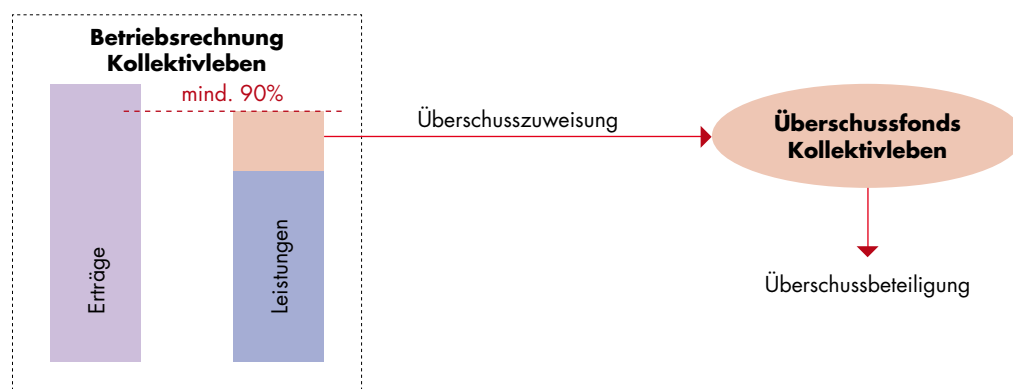 Betriebsrechnung
Kollektivleben
mind. 90%
Erträge
Leistungen
Überschusszuweisung
Überschussfonds
Kollektivleben
Überschussbeteiligung